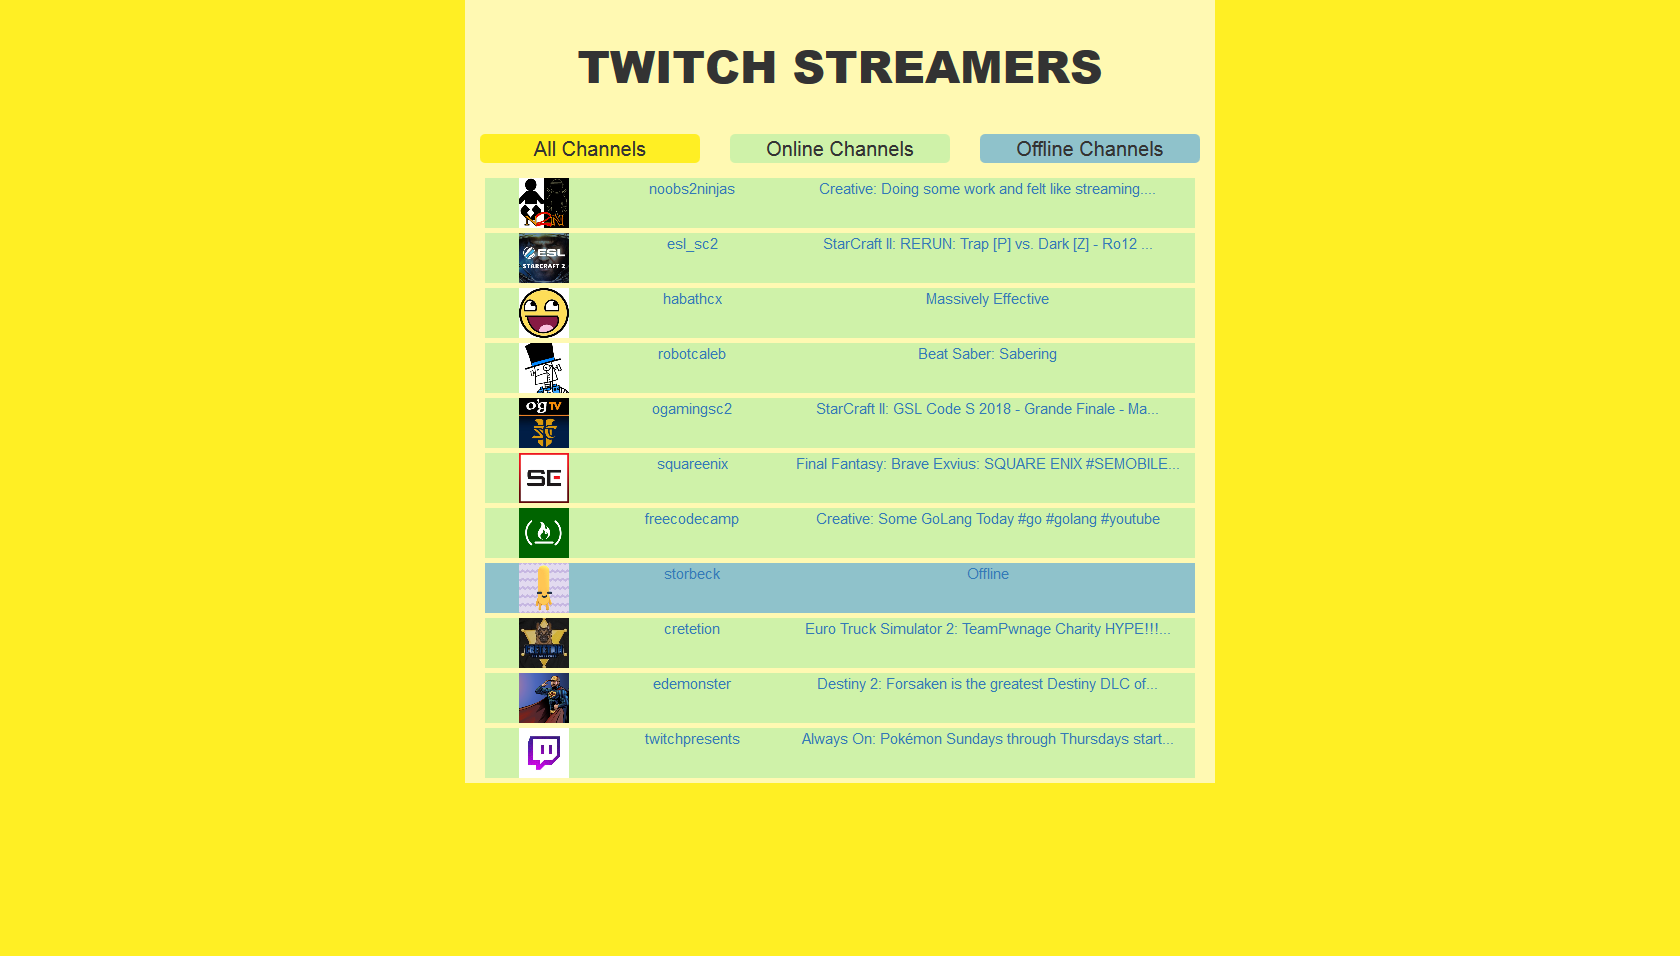 TWITCH STREAMERS
All Channels Online Channels Offline Channels
N2N noobs2ninjas Creative: Doing some work and felt like streaming....
ESL
STARCRAFT 2
esl_sc2 StarCraft II: RERUN: Trap [P] vs. Dark [Z] - Ro12 ...
habathcx Massively Effective
robotcaleb Beat Saber: Sabering
O'G TV
ogamingsc2 StarCraft II: GSL Code S 2018 - Grande Finale - Ma...
SE squareenix Final Fantasy: Brave Exvius: SQUARE ENIX #SEMOBILE...
freecodecamp Creative: Some GoLang Today #go #golang #youtube
storbeck Offline
cretetion Euro Truck Simulator 2: TeamPwnage Charity HYPE!!!...
edemonster Destiny 2: Forsaken is the greatest Destiny DLC of...
twitchpresents Always On: Pokémon Sundays through Thursdays start...